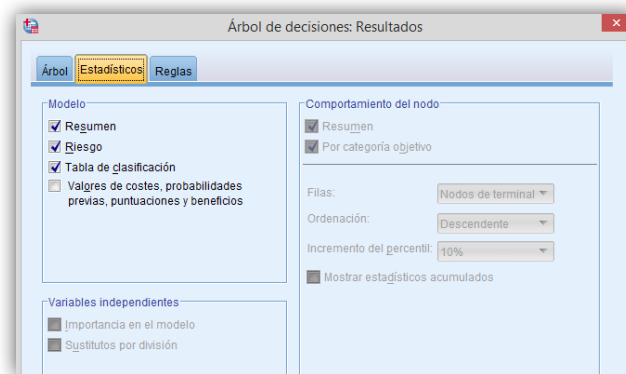 Árbol de decisiones: Resultados
Árbol
Estadísticos
Reglas
Modelo
Resumen
Riesgo
Tabla de clasificación
Valores de costes, probabilidades
previas, puntuaciones y beneficios
Variables independientes
Importancia en el modelo
Sustitutos por división
Comportamiento del nodo
Resumen
Por categoría objetivo
Filas:
Nodos de terminal
Ordenación:
Descendente
Incremento del percentil:
10%
Mostrar estadísticos acumulados